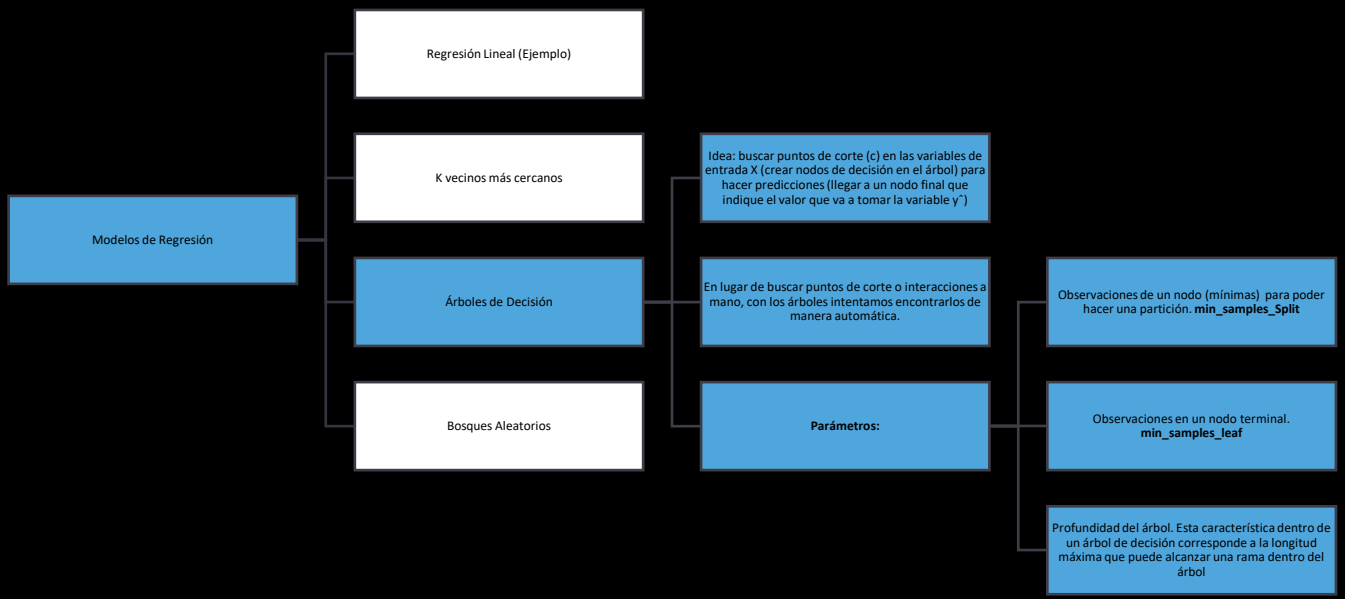 Regresión Lineal (Ejemplo)
K vecinos más cercanos
Modelos de Regresión
Árboles de Decisión
Bosques Aleatorios
Idea: buscar puntos de corte (c) en las variables de
entrada X (crear nodos de decisión en el árbol) para
hacer predicciones (llegar a un nodo final que
indique el valor que va a tomar la variable yˆ)
En lugar de buscar puntos de corte o interacciones a
mano, con los árboles intentamos encontrarlos de
manera automática.
Parámetros:
Observaciones de un nodo (mínimas) para poder
hacer una partición. min_samples_Split
Observaciones en un nodo terminal.
min_samples_leaf
Profundidad del árbol. Esta característica dentro de
un árbol de decisión corresponde a la longitud
máxima que puede alcanzar una rama dentro del
árbol